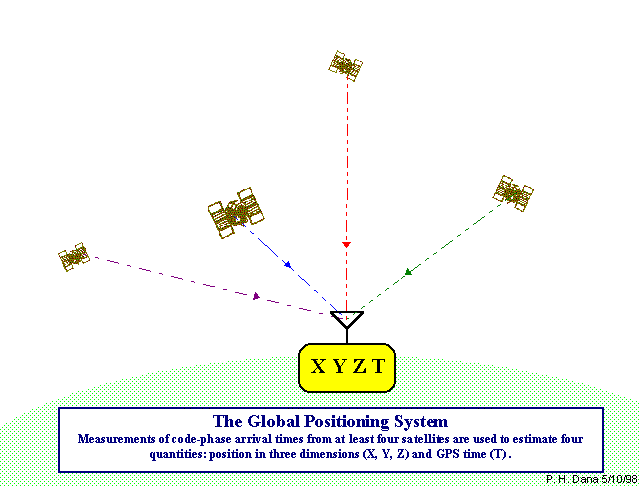 X Y Z T
The Global Positioning System
Measurements of code-phase arrival times from at least four satellites are used to estimate four
quantities: position in three dimensions (X, Y, Z) and GPS time (T) .
P. H. Dana 5/10/98